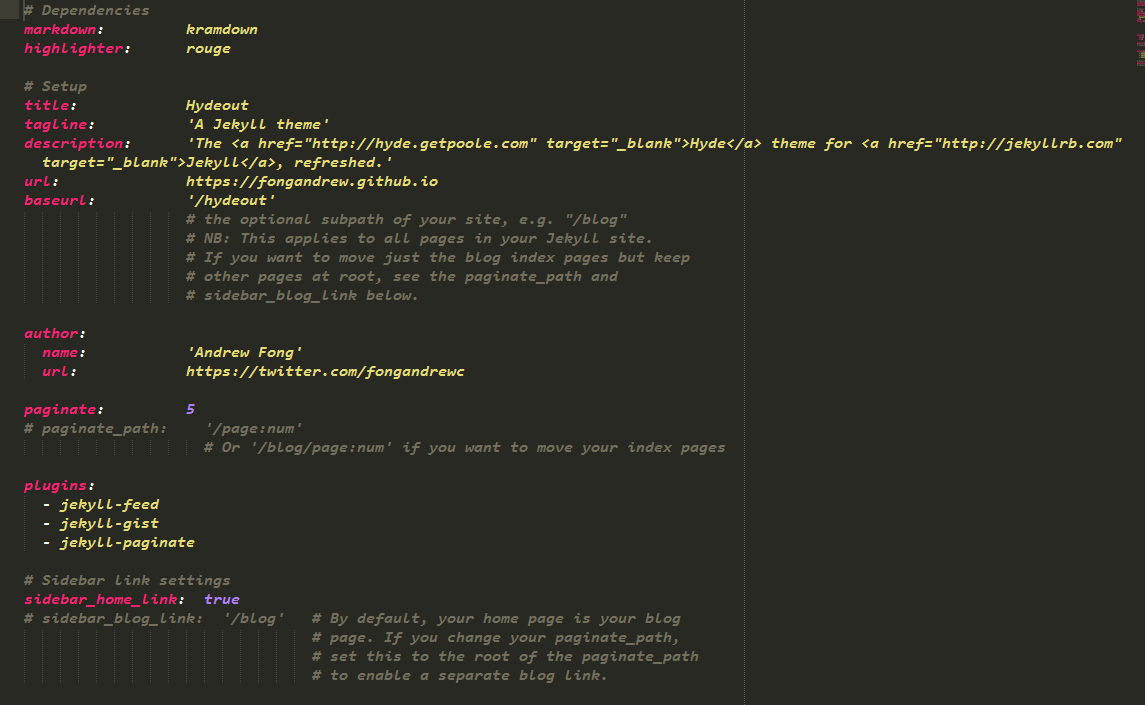 # Dependencies
markdown:         kramdown
highlighter:      rouge

# Setup
title:            Hydeout
tagline:          'A Jekyll theme'
description:      'The <a href="http://hyde.getpoole.com" target="_blank">Hyde</a> theme for <a href="http://jekyllrb.com"
  target="_blank">Jekyll</a>, refreshed.'
url:              https://fongandrew.github.io
baseurl:          '/hydeout'
                  # the optional subpath of your site, e.g. "/blog"
                  # NB: This applies to all pages in your Jekyll site.
                  # If you want to move just the blog index pages but keep
                  # other pages at root, see the paginate_path and
                  # sidebar_blog_link below.

author:
  name:           'Andrew Fong'
  url:            https://twitter.com/fongandrewc

paginate:         5
# paginate_path:    '/page:num'
                    # Or '/blog/page:num' if you want to move your index pages

plugins:
  - jekyll-feed
  - jekyll-gist
  - jekyll-paginate

# Sidebar link settings
sidebar_home_link:  true
# sidebar_blog_link:  '/blog'   # By default, your home page is your blog
                                # page. If you change your paginate_path,
                                # set this to the root of the paginate_path
                                # to enable a separate blog link.